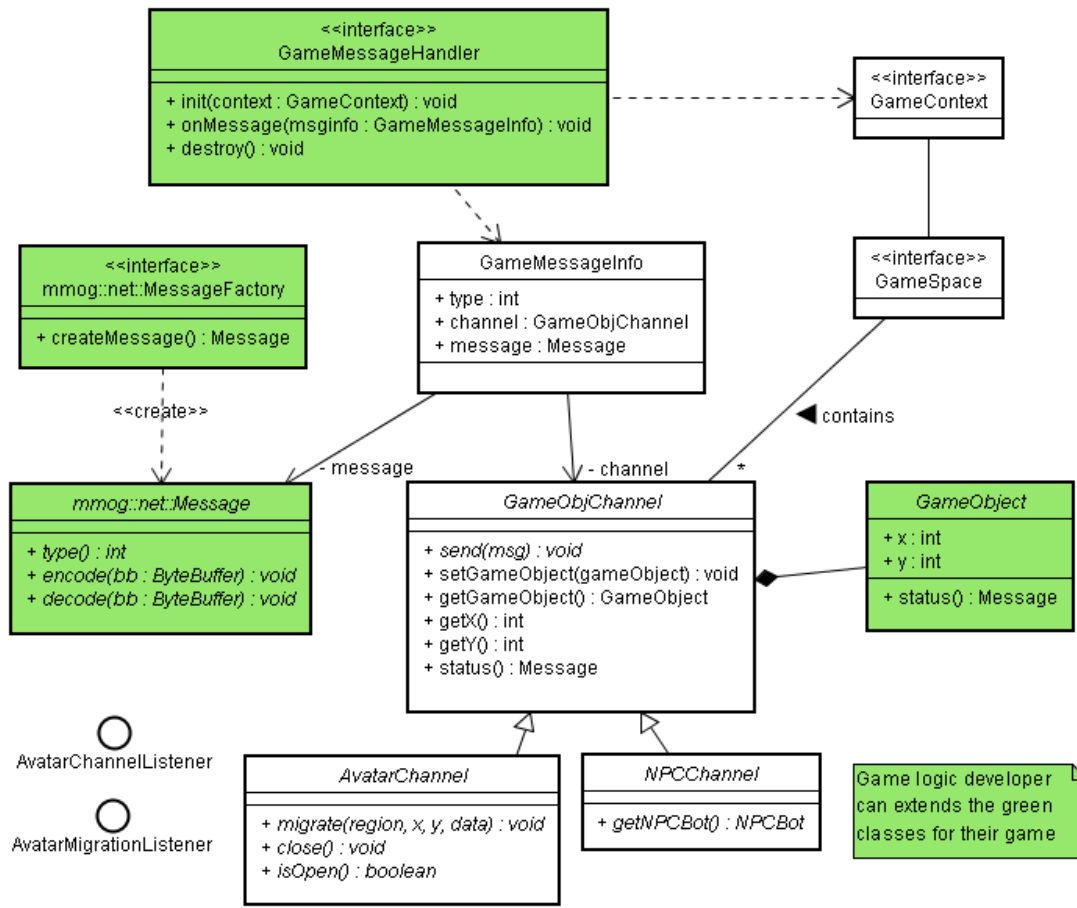 <<interface>>
GameMessageHandler
+ init(context : GameContext) : void
+ onMessage(msginfo : GameMessageInfo) : void
+ destroy() : void
<<interface>>
GameContext
<<interface>>
mmog::net::MessageFactory
+ createMessage() : Message
GameMessageInfo
+ type : int
+ channel : GameObjChannel
+ message : Message
<<interface>>
GameSpace
<<create>>
contains
- message
- channel
*
mmog::net::Message
+ type() : int
+ encode(bb : ByteBuffer) : void
+ decode(bb : ByteBuffer) : void
GameObjChannel
+ send(msg) : void
+ setGameObject(gameObject) : void
+ getGameObject() : GameObject
+ getX() : int
+ getY() : int
+ status() : Message
GameObject
+ x : int
+ y : int
+ status() : Message
AvatarChannelListener
AvatarMigrationListener
AvatarChannel
+ migrate(region, x, y, data) : void
+ close() : void
+ isOpen() : boolean
NPCChannel
+ getNPCBot() : NPCBot
Game logic developer
can extends the green
classes for their game